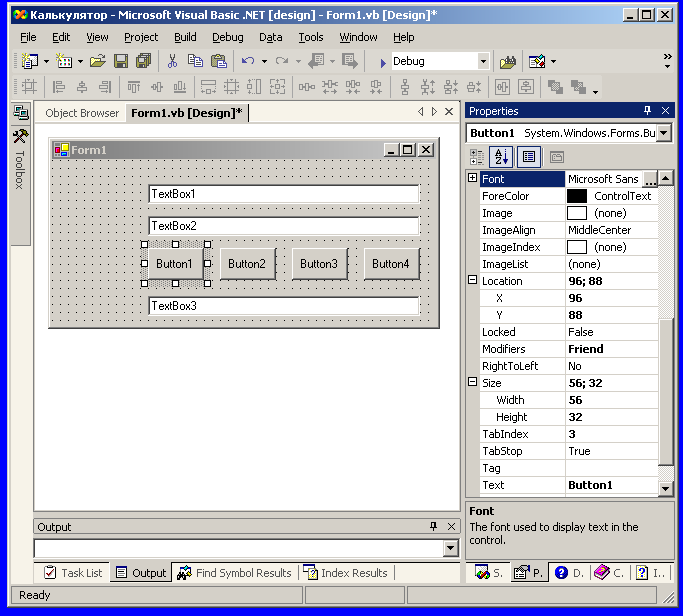 Калькулятор - Microsoft Visual Basic .NET [design] - Form1.vb [Design]*
File Edit View Project Build Debug Data Tools Window Help
Debug
Object Browser Form1.vb [Design]*
Toolbox
Form1
TextBox1
TextBox2
Button1 Button2 Button3 Button4
TextBox3
Properties
Button1 System.Windows.Forms.Bu
Font Microsoft Sans ...
ForeColor ControlText
Image (none)
ImageAlign MiddleCenter
ImageIndex (none)
ImageList (none)
Location 96; 88
X 96
Y 88
Locked False
Modifiers Friend
RightToLeft No
Size 56; 32
Width 56
Height 32
TabIndex 3
TabStop True
Tag
Text Button1
Font
The font used to display text in the
control.
Output
Task List Output Find Symbol Results Index Results
S. P. D. C. I..
Ready